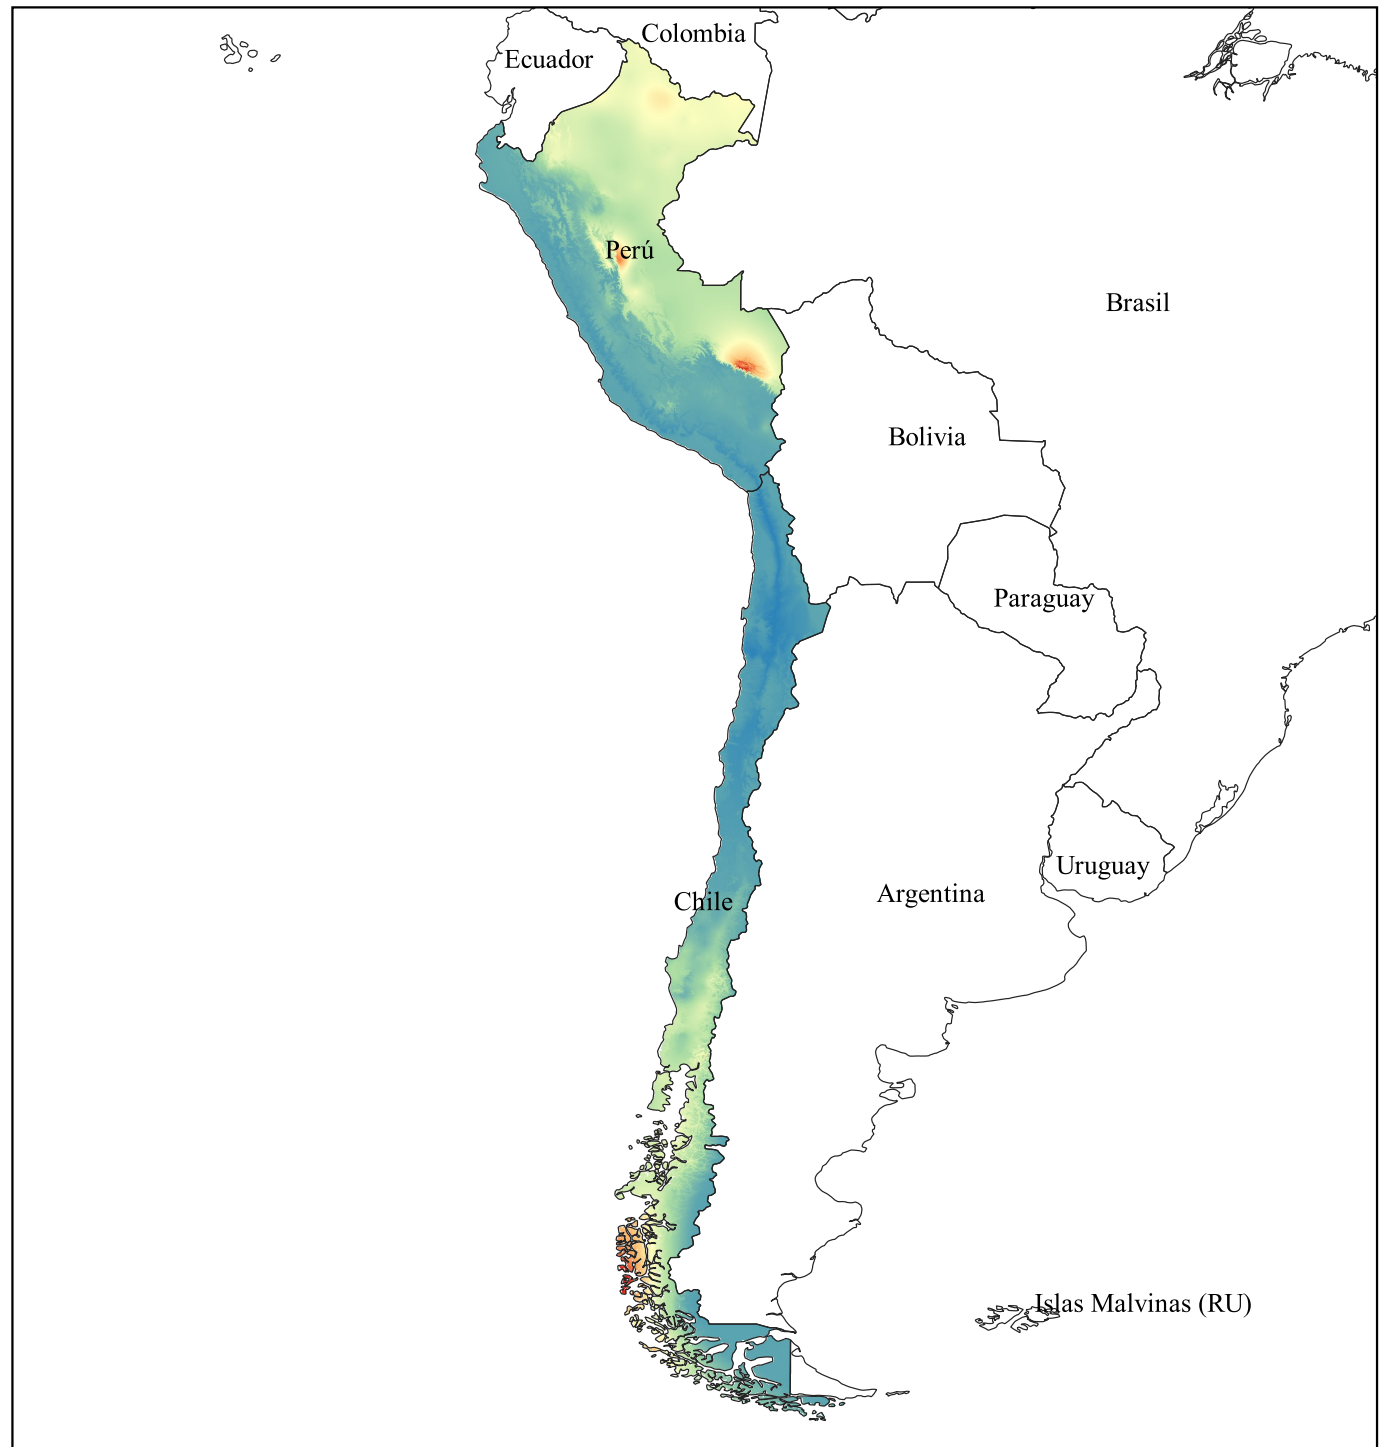 Colombia
Ecuador
Perú
Brasil
Bolivia
Paraguay
Uruguay
Argentina
Chile
Islas Malvinas (RU)